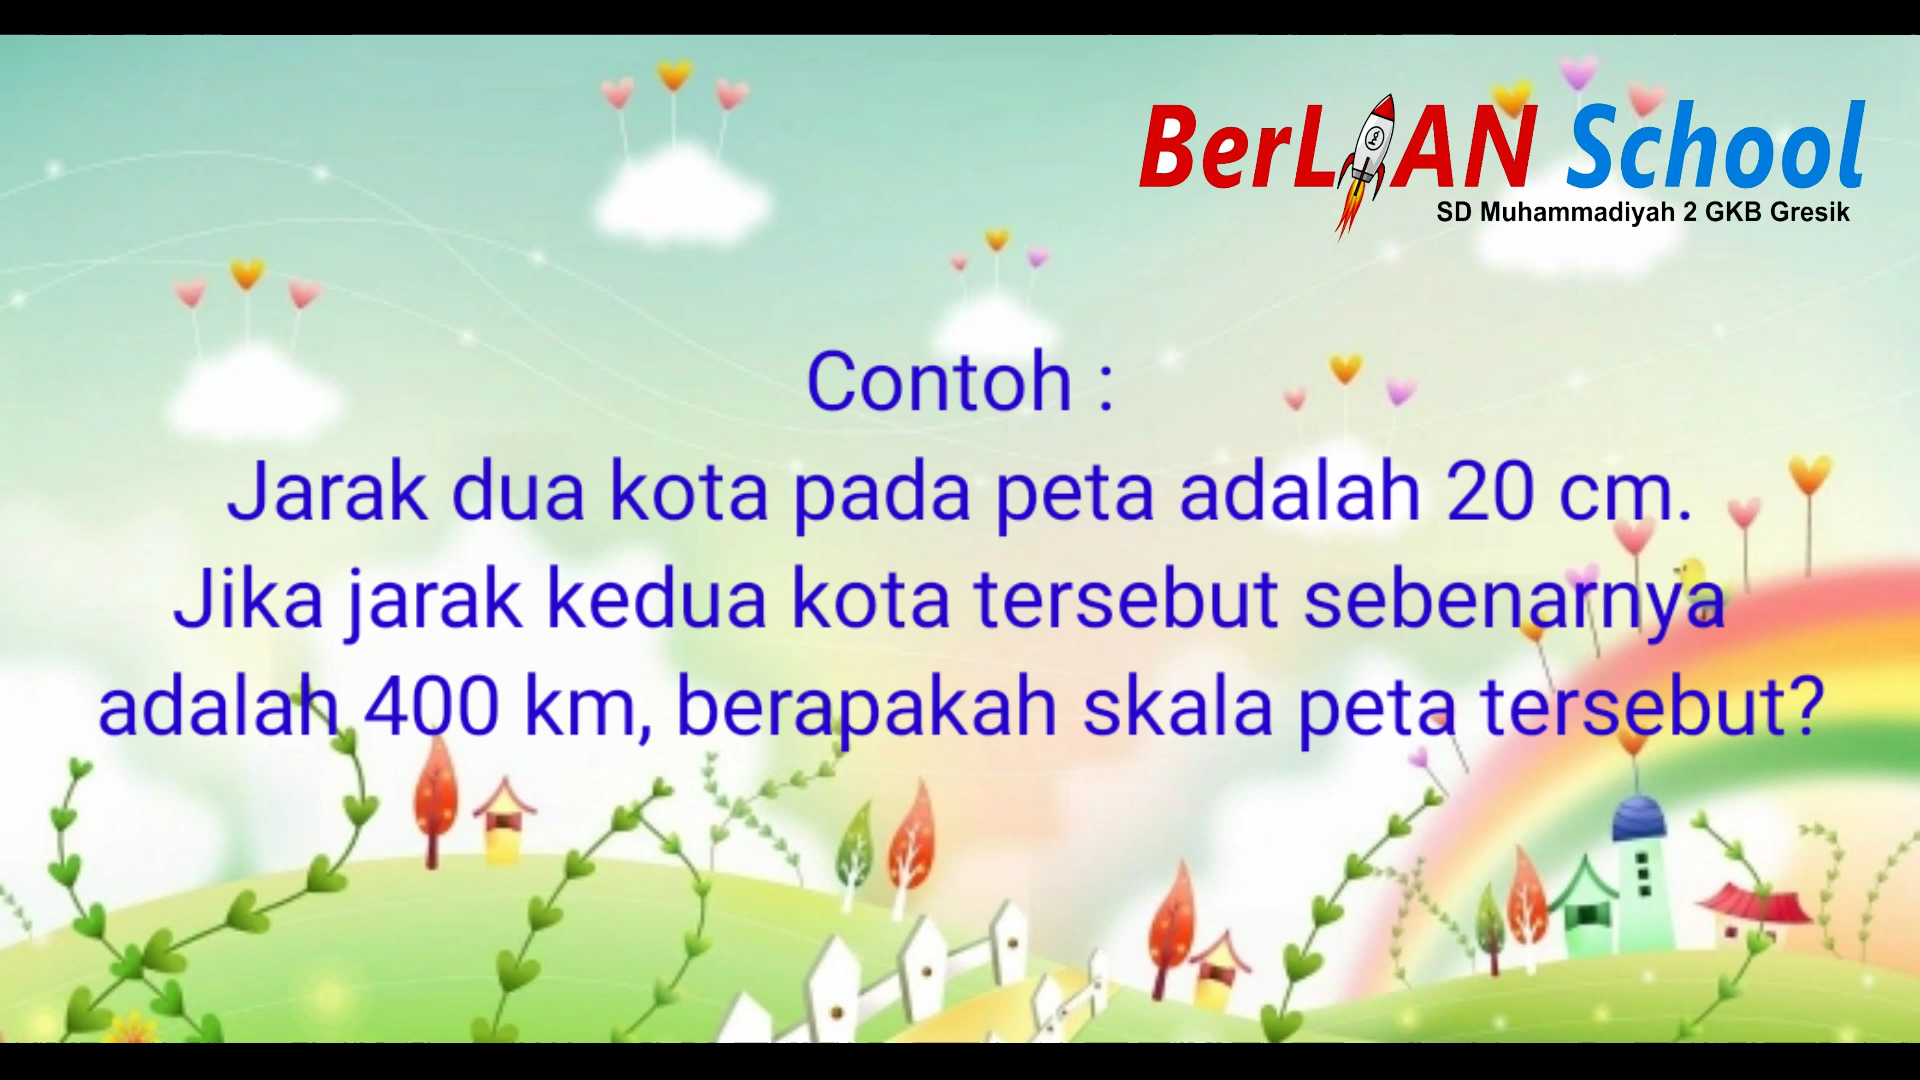 BerLIAN School
SD Muhammadiyah 2 GKB Gresik
Contoh :
Jarak dua kota pada peta adalah 20 cm.
Jika jarak kedua kota tersebut sebenarnya
adalah 400 km, berapakah skala peta tersebut?